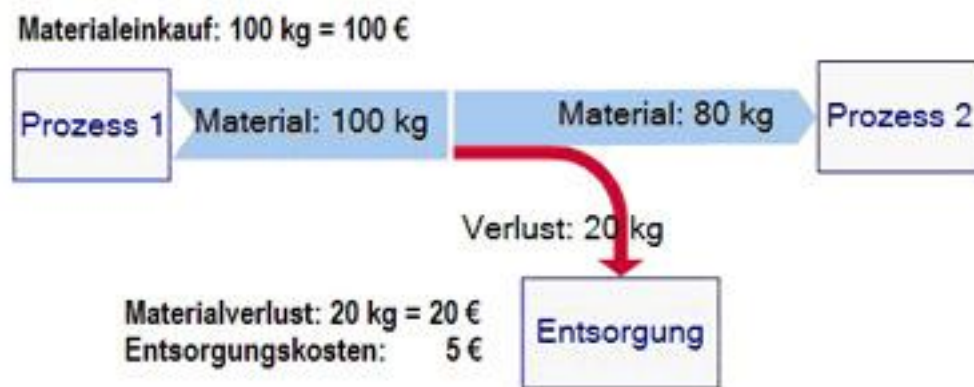 Materialeinkauf: 100 kg = 100 €
Prozess 1
Material: 100 kg
Material: 80 kg
Prozess 2
Verlust: 20 kg
Materialverlust: 20 kg = 20 €
Entsorgungskosten: 5 €
Entsorgung